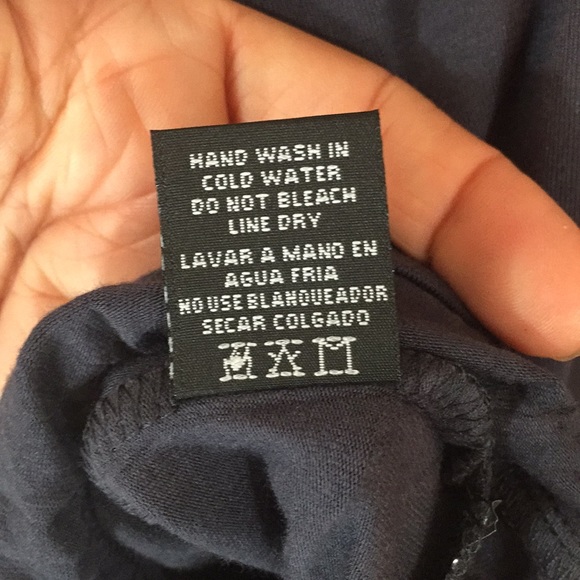 HAND WASH IN
COLD WATER
DO NOT BLEACH
LINE DRY
LAVAR A MANO EN
AGUA FRIA
NO USE BLANQUEADOR
SECAR COLGADO